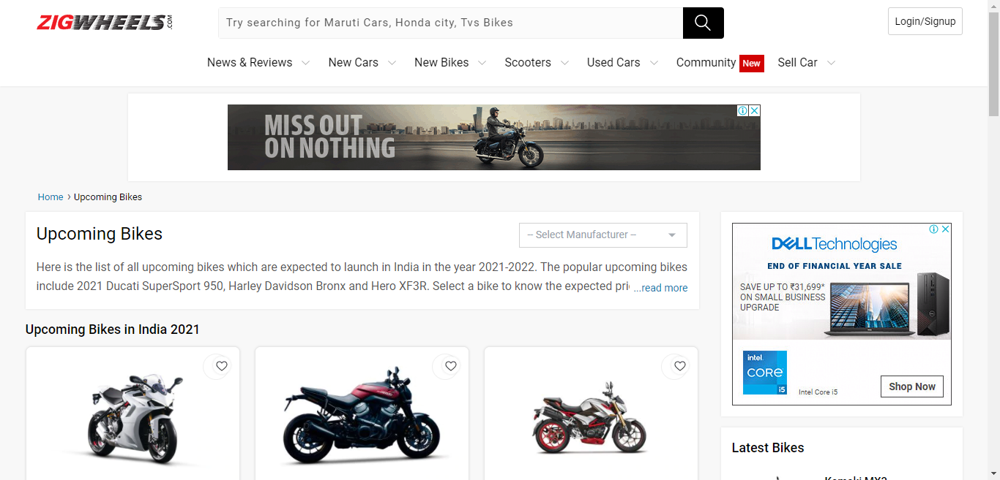 ZIGWHEELS.COM
Try searching for Maruti Cars, Honda city, Tvs Bikes
Login/Signup
News & Reviews
New Cars
New Bikes
Scooters
Used Cars
Community New
Sell Car
MISS OUT
ON NOTHING
Home › Upcoming Bikes
Upcoming Bikes
-- Select Manufacturer --
Here is the list of all upcoming bikes which are expected to launch in India in the year 2021-2022. The popular upcoming bikes
include 2021 Ducati SuperSport 950, Harley Davidson Bronx and Hero XF3R. Select a bike to know the expected pri ...read more
Upcoming Bikes in India 2021
DELL Technologies
END OF FINANCIAL YEAR SALE
SAVE UP TO ₹31,699*
ON SMALL BUSINESS
UPGRADE
intel.
CORE
i5
Intel Core i5
Shop Now
Latest Bikes